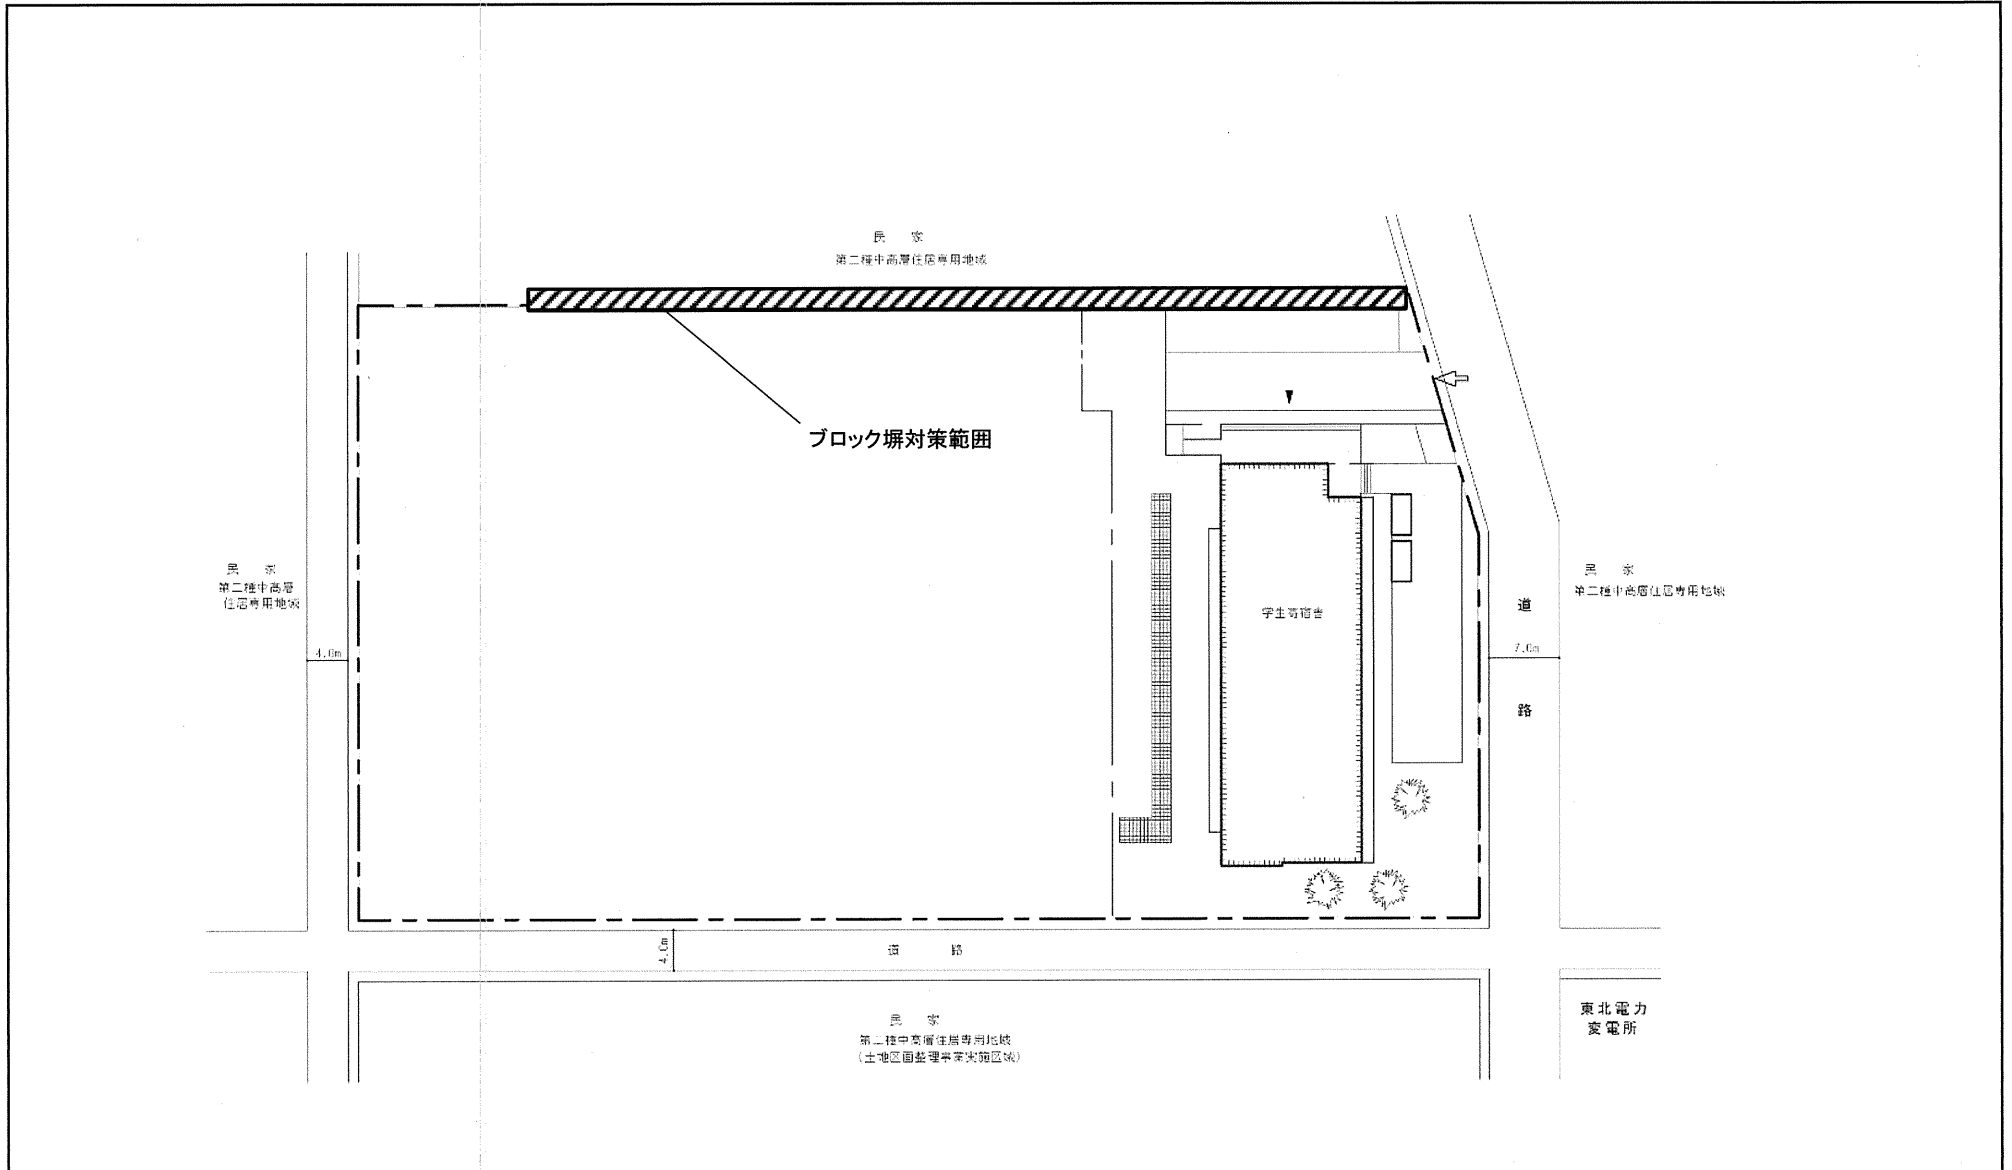 民 家
第二種中高層住居専用地域
ブロック塀対策範囲
民 家
第二種中高層
住居専用地域
4.0m
学生寄宿舎
道
路
7.0m
民 家
第二種中高層住居専用地域
4.0m
道 路
民 家
第二種中高層住居専用地域
(土地区画整理事業実施区域)
東北電力
変電所